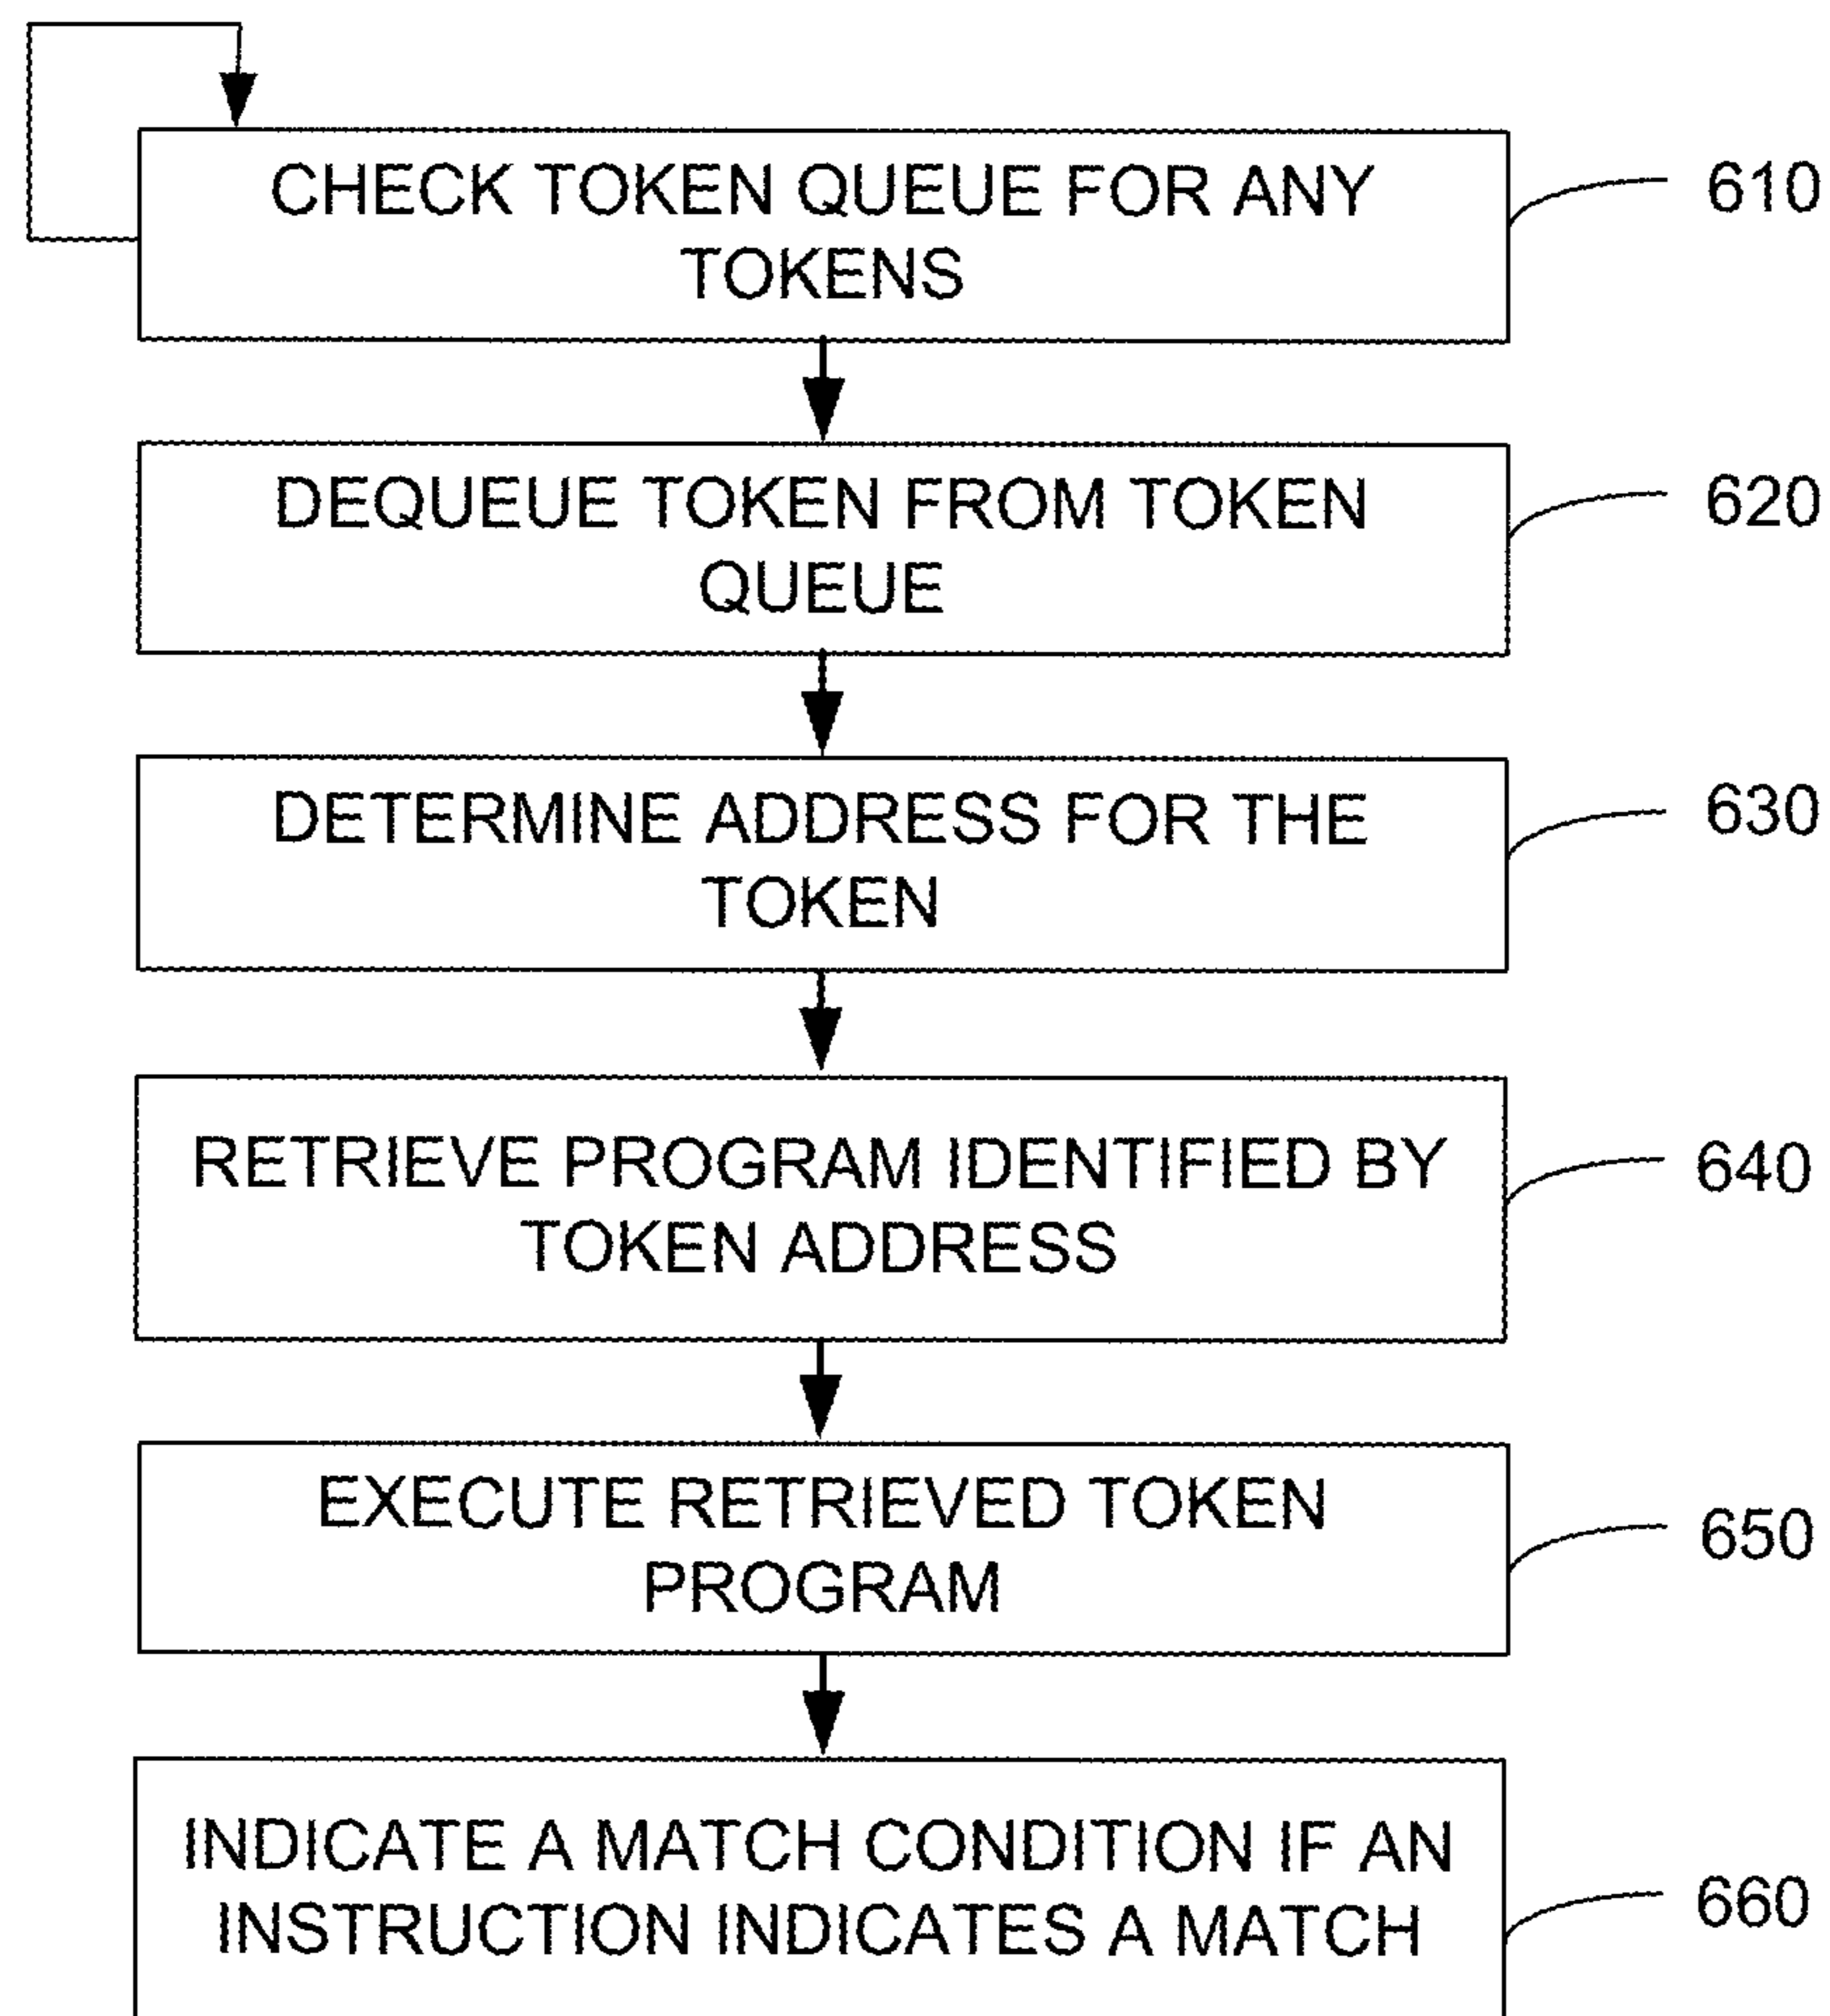 CHECK TOKEN QUEUE FOR ANY
TOKENS
610
DEQUEUE TOKEN FROM TOKEN
QUEUE
620
DETERMINE ADDRESS FOR THE
TOKEN
630
RETRIEVE PROGRAM IDENTIFIED BY
TOKEN ADDRESS
640
EXECUTE RETRIEVED TOKEN
PROGRAM
650
INDICATE A MATCH CONDITION IF AN
INSTRUCTION INDICATES A MATCH
660